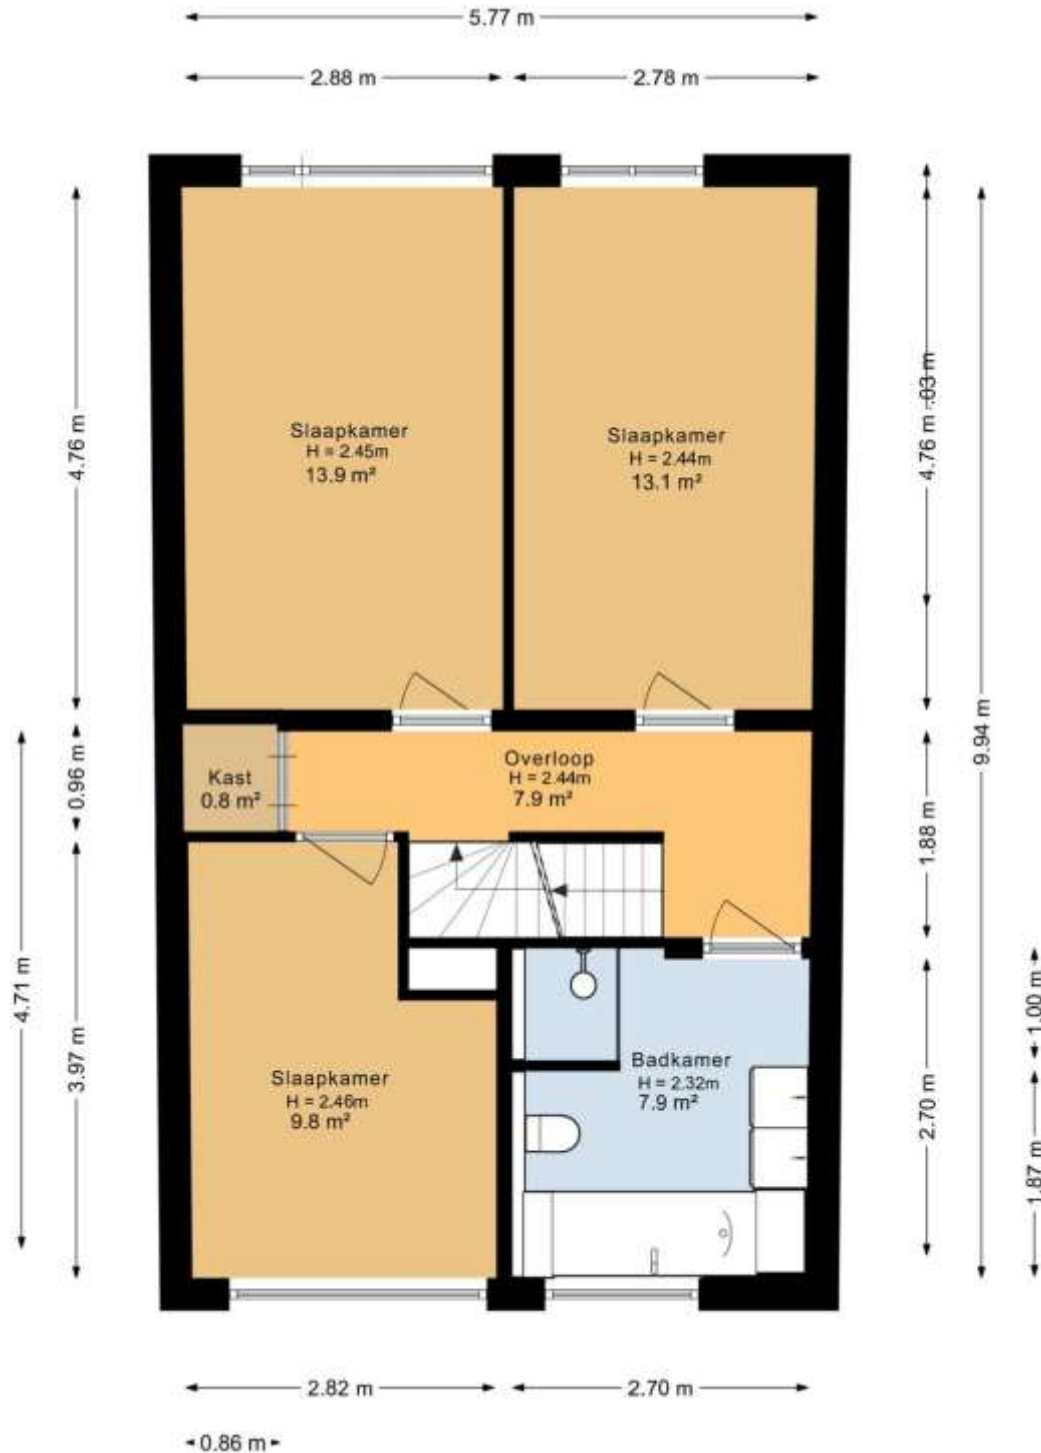 5.77 m
2.88 m
2.78 m
4.76 m
4.76 m
.03 m
9.94 m
Slaapkamer
H = 2.45m
13.9 m²
Slaapkamer
H = 2.44m
13.1 m²
Overloop
H = 2.44m
7.9 m²
Kast
0.8 m²
0.96 m
1.88 m
4.71 m
3.97 m
Slaapkamer
H = 2.46m
9.8 m²
Badkamer
H = 2.32m
7.9 m²
2.70 m
1.00 m
1.87 m
2.82 m
2.70 m
0.86 m